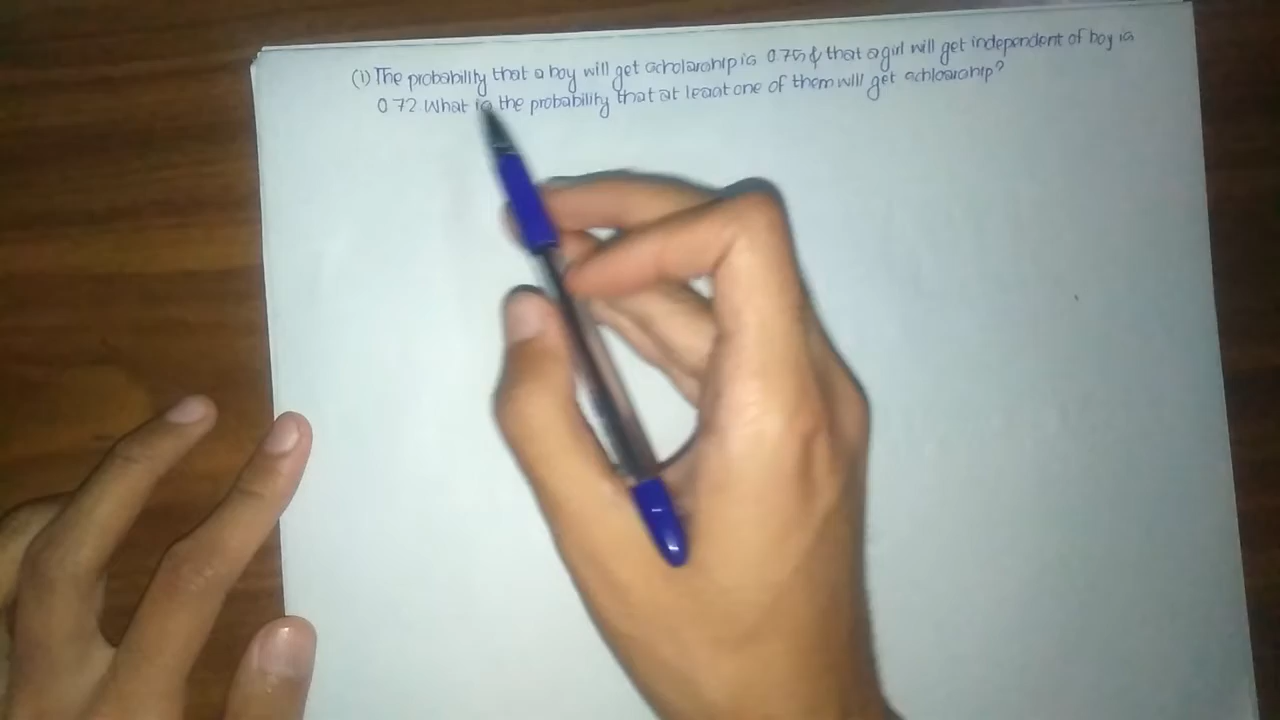 (1) The probability that a boy will get scholarship is 0.75 & that a girl will get independent of boy is
0.72 What is the probability that at least one of them will get schloarship?